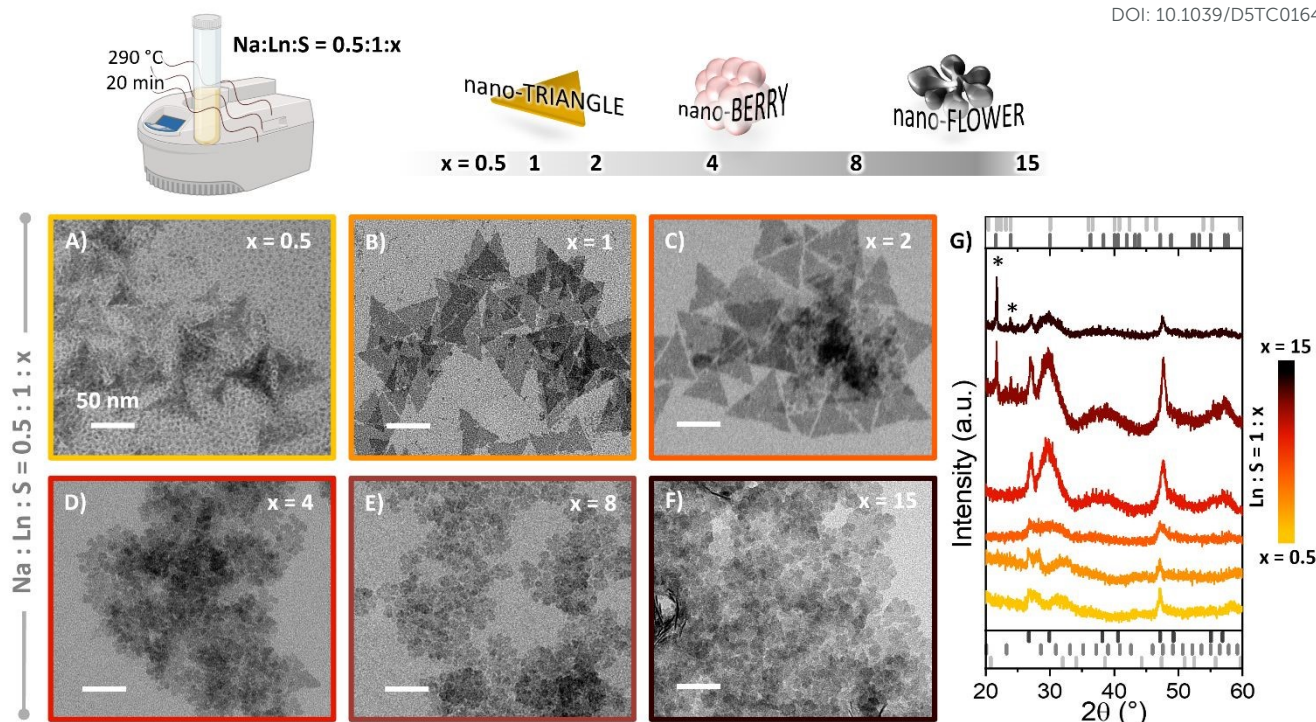 DOI: 10.1039/D5TC0164
Na:Ln:S = 0.5:1:x
290 °C
20 min
nano-TRIANGLE
nano-BERRY
nano-FLOWER
x = 0.5 1 2 4 8 15
Na : Ln : S = 0.5 : 1 : x
A) x = 0.5
50 nm
B) x = 1
C) x = 2
D) x = 4
E) x = 8
F) x = 15
G)
* *
Intensity (a.u.)
20 30 40 50 60
2θ (°)
x = 15
Ln : S = 1 : x
x = 0.5